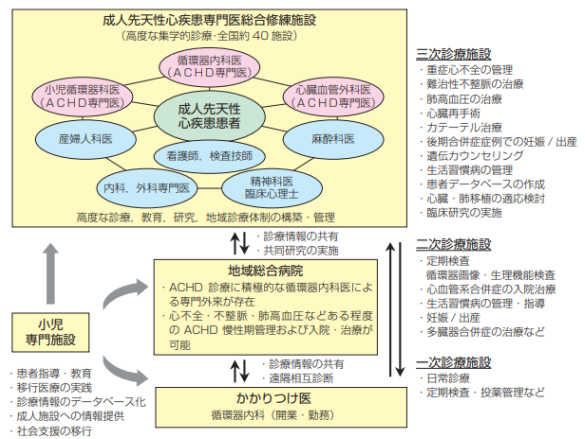 成人先天性心疾患専門医総合修練施設
(高度な集学的診療・全国約 40 施設)
循環器内科医
(ACHD専門医)
小児循環器科医
(ACHD専門医)
心臓血管外科医
(ACHD専門医)
成人先天性
心疾患患者
産婦人科医
麻酔科医
看護師，検査技師
内科，外科専門医
精神科医
臨床心理士
高度な診療，教育，研究，地域診療体制の構築・管理
・診療情報の共有
・共同研究の実施
地域総合病院
・ACHD 診療に積極的な循環器内科医に
よる専門外来が存在
・心不全・不整脈・肺高血圧などある程度
の ACHD 慢性期管理および入院・治療が
可能
・診療情報の共有
・遠隔相互診断
かかりつけ医
循環器内科（開業・勤務）
小児
専門施設
・患者指導・教育
・移行医療の実践
・診療情報のデータベース化
・成人施設への情報提供
・社会支援の移行
三次診療施設
・重症心不全の管理
・難治性不整脈の治療
・肺高血圧の治療
・心臓再手術
・カテーテル治療
・後期合併症症例での妊娠 / 出産
・遺伝カウンセリング
・生活習慣病の管理
・患者データベースの作成
・心臓・肺移植の適応検討
・臨床研究の実施
二次診療施設
・定期検査
循環器画像・生理機能検査
・心血管系合併症の入院治療
・生活習慣病の管理・指導
・妊娠 / 出産
・多臓器合併症の治療など
一次診療施設
・日常診療
・定期検査・投薬管理など